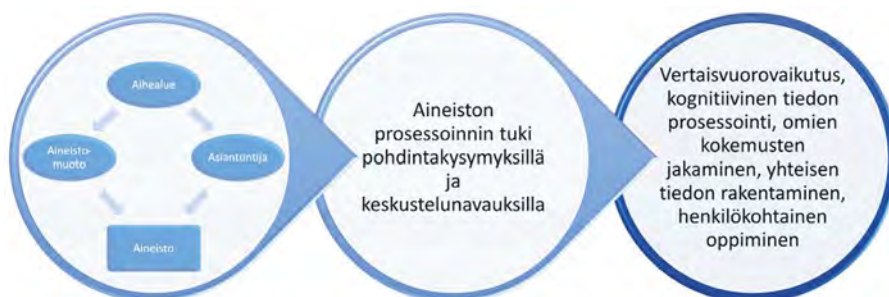 Aihealue
Aineisto-
muoto
Asiantuntija
Aineisto
Aineiston
prosessoinnin tuki
pohdintakysymyksillä
ja
keskustelunavauksilla
Vertaisvuorovaikutus,
kognitiivinen tiedon
prosessointi, omien
kokemusten
jakaminen, yhteisen
tiedon rakentaminen,
henkilökohtainen
oppiminen